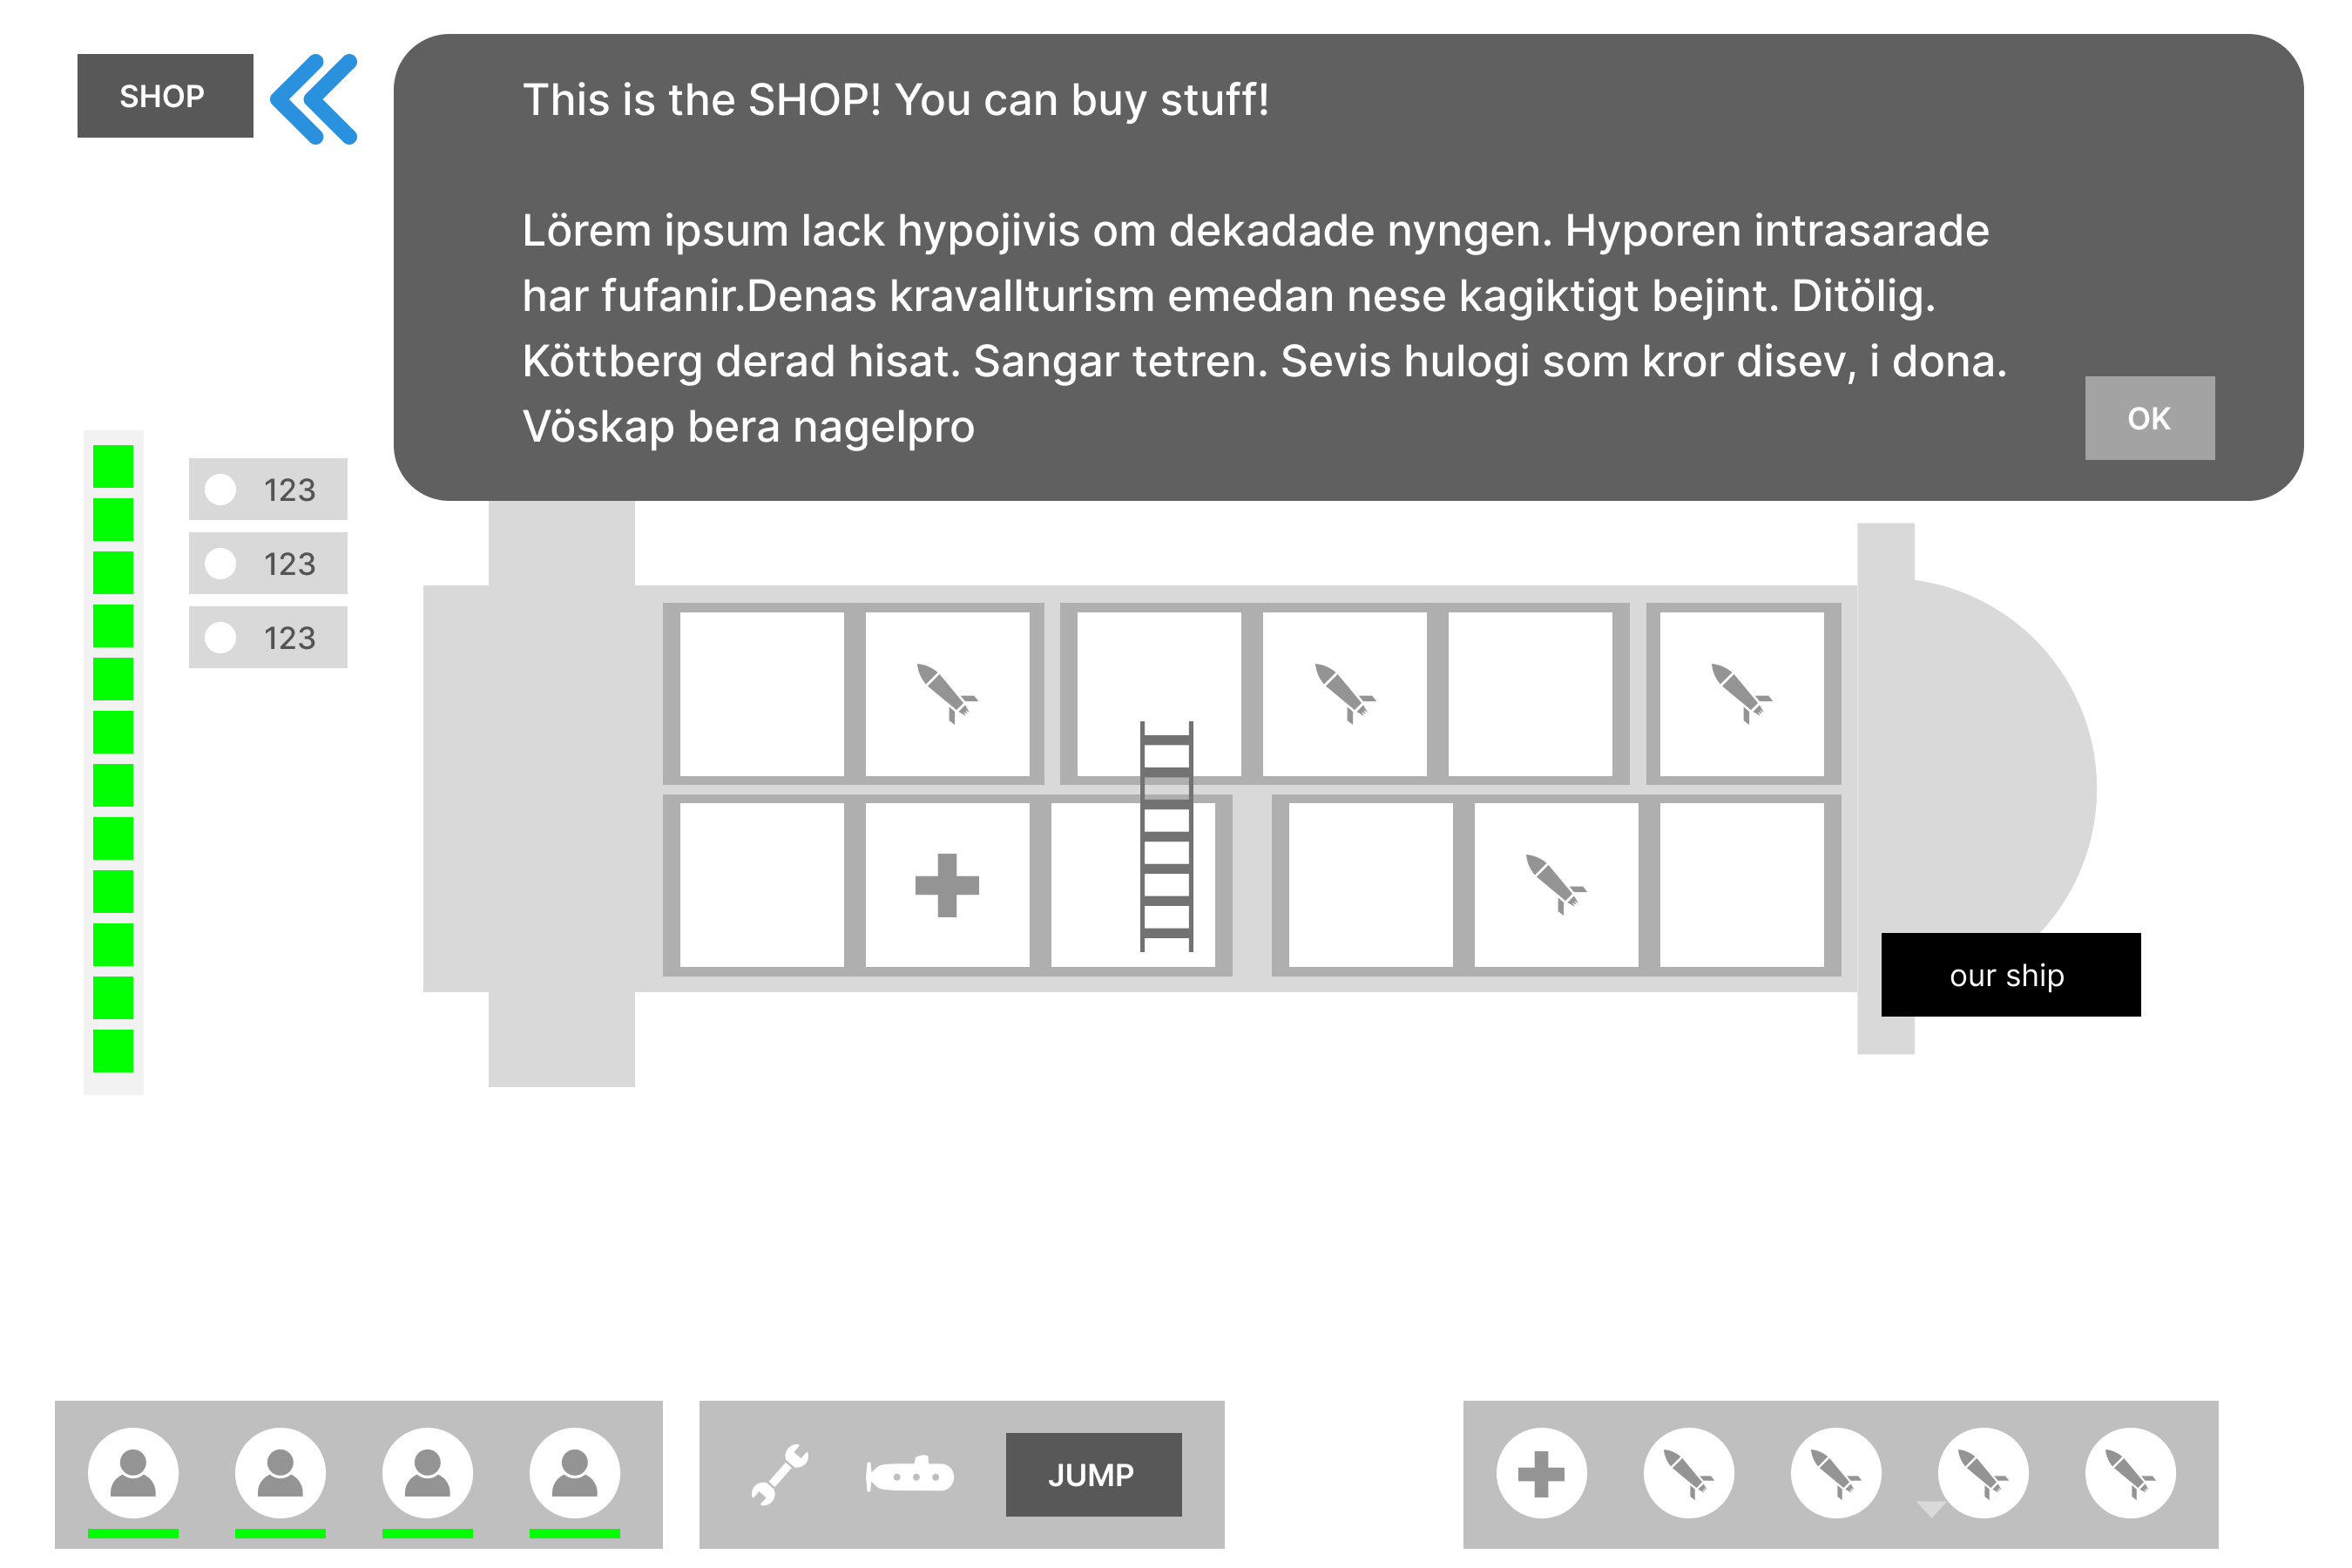 SHOP
This is the SHOP! You can buy stuff!
Lörem ipsum lack hypojivis om dekadade nyngen. Hyporen intrasarade
har fufanir.Denas kravallturism emedan nese kagiktigt bejint. Ditölig.
Köttberg derad hisat. Sangar tetren. Sevis hulogi som kror disev, i dona.
Vöskap bera nagelpro
OK
123
123
123
our ship
JUMP